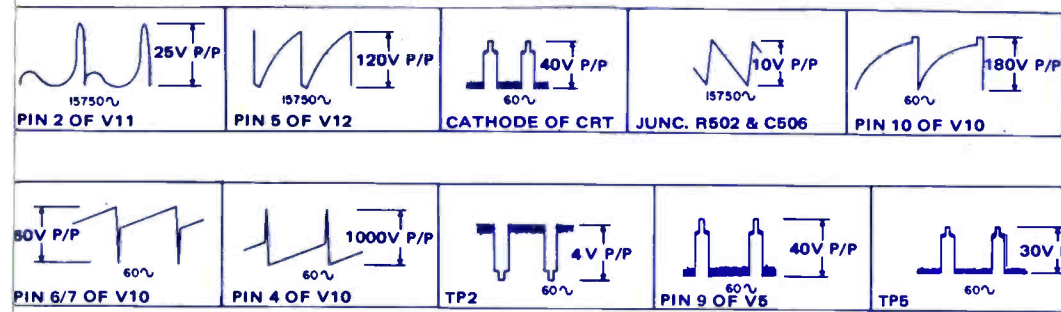 25V P/P
15750~
PIN 2 OF V11
120V P/P
15750~
PIN 5 OF V12
40V P/P
60~
CATHODE OF CRT
10V P/P
15750~
JUNC. R502 & C506
180V P/P
60~
PIN 10 OF V10
V P/P
60~
PIN 6/7 OF V10
1000V P/P
60~
PIN 4 OF V10
4V P/P
60~
TP2
40V P/P
60~
PIN 9 OF V5
30V
60~
TP5